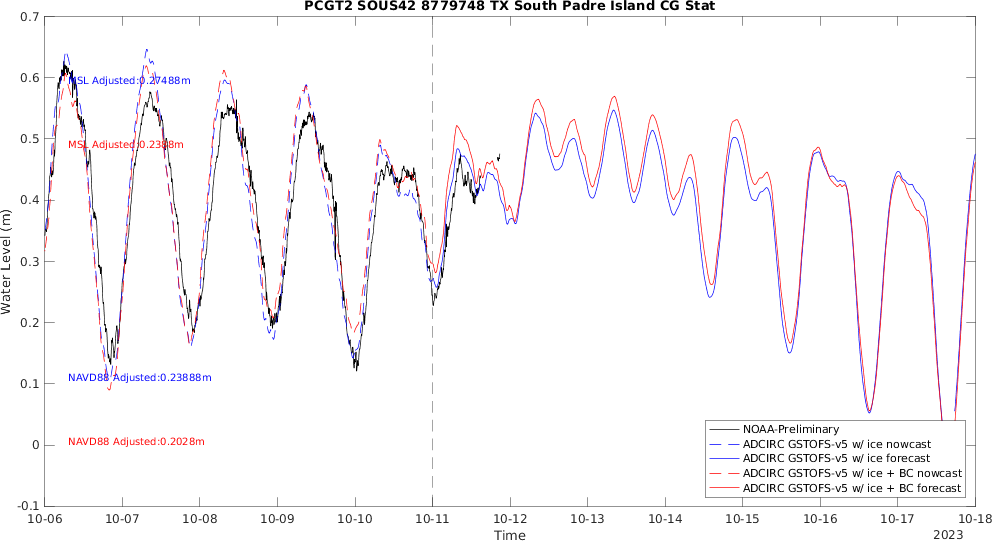 PCGT2 SOUS42 8779748 TX South Padre Island CG Stat
0.7
0.6
0.5
0.4
0.3
0.2
0.1
0
-0.1
Water Level (m)
MSL Adjusted:0.27488m
MSL Adjusted:0.2388m
NAVD88 Adjusted:0.23888m
NAVD88 Adjusted:0.2028m
NOAA-Preliminary
ADCIRC GSTOFS-v5 w/ ice nowcast
ADCIRC GSTOFS-v5 w/ ice forecast
ADCIRC GSTOFS-v5 w/ ice + BC nowcast
ADCIRC GSTOFS-v5 w/ ice + BC forecast
10-06 10-07 10-08 10-09 10-10 10-11 10-12 10-13 10-14 10-15 10-16 10-17 10-18
Time
2023